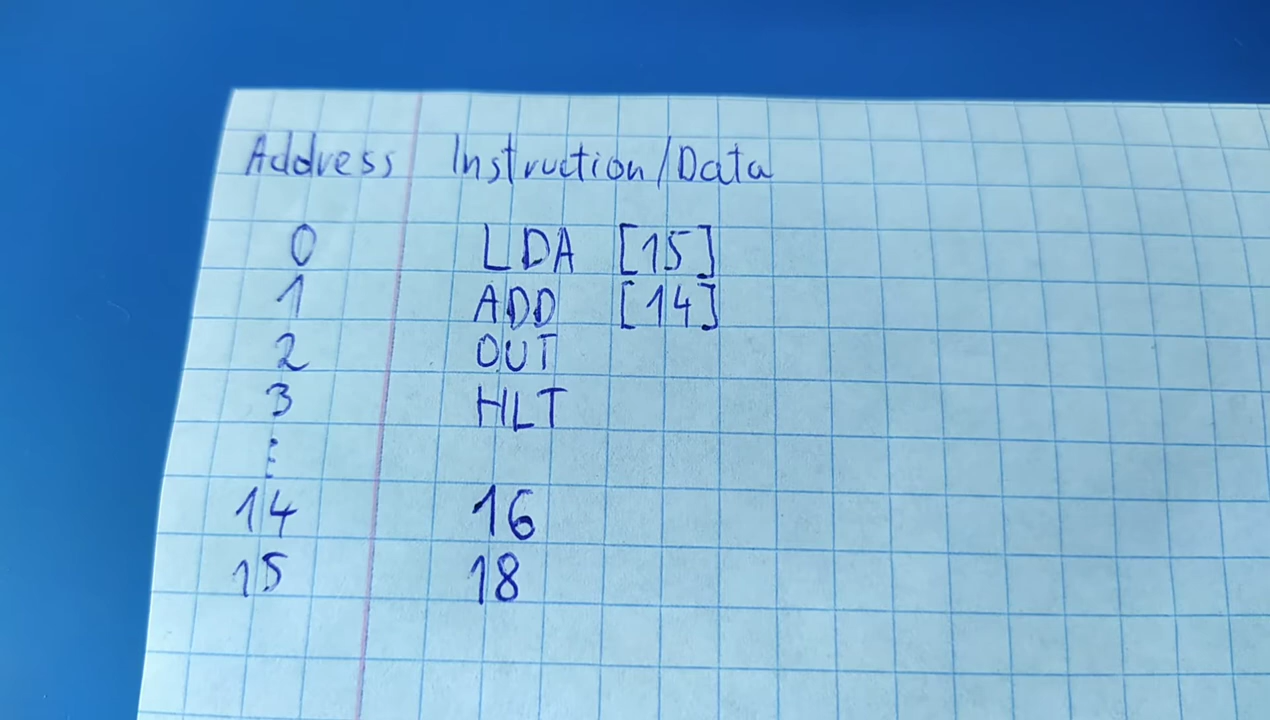 Address Instruction/Data
0 LDA [15]
1 ADD [14]
2 OUT
3 HLT
⋮
14 16
15 18